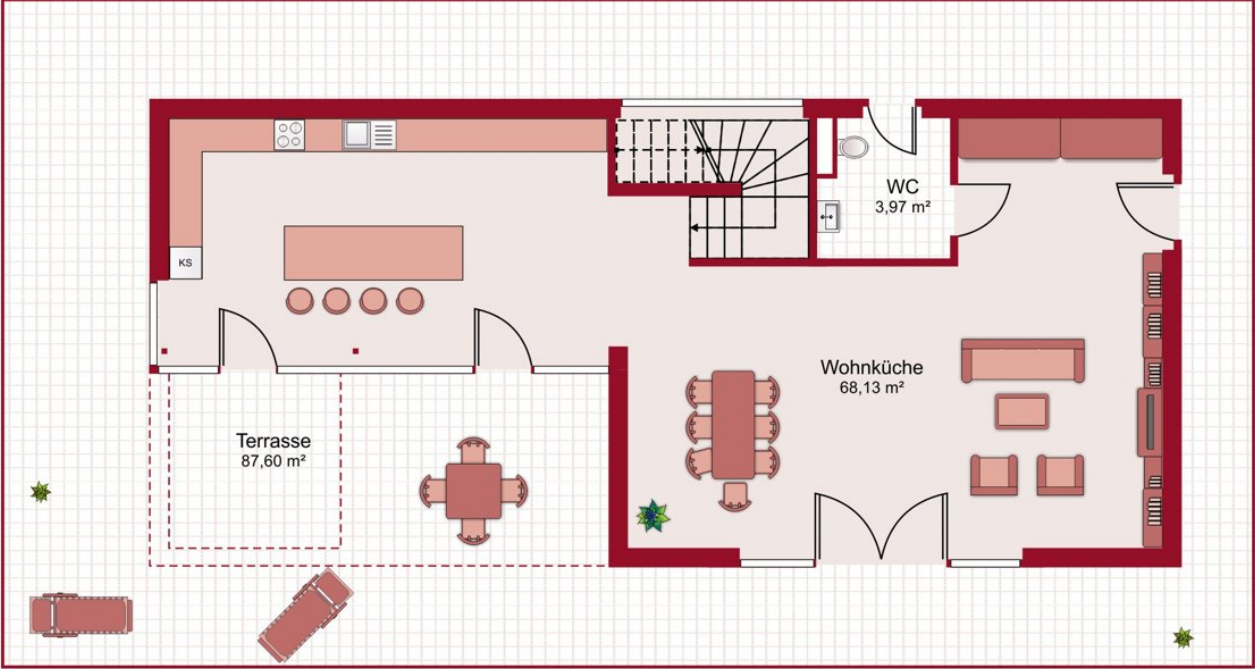 WC
3,97 m²
KS
Wohnküche
68,13 m²
Terrasse
87,60 m²